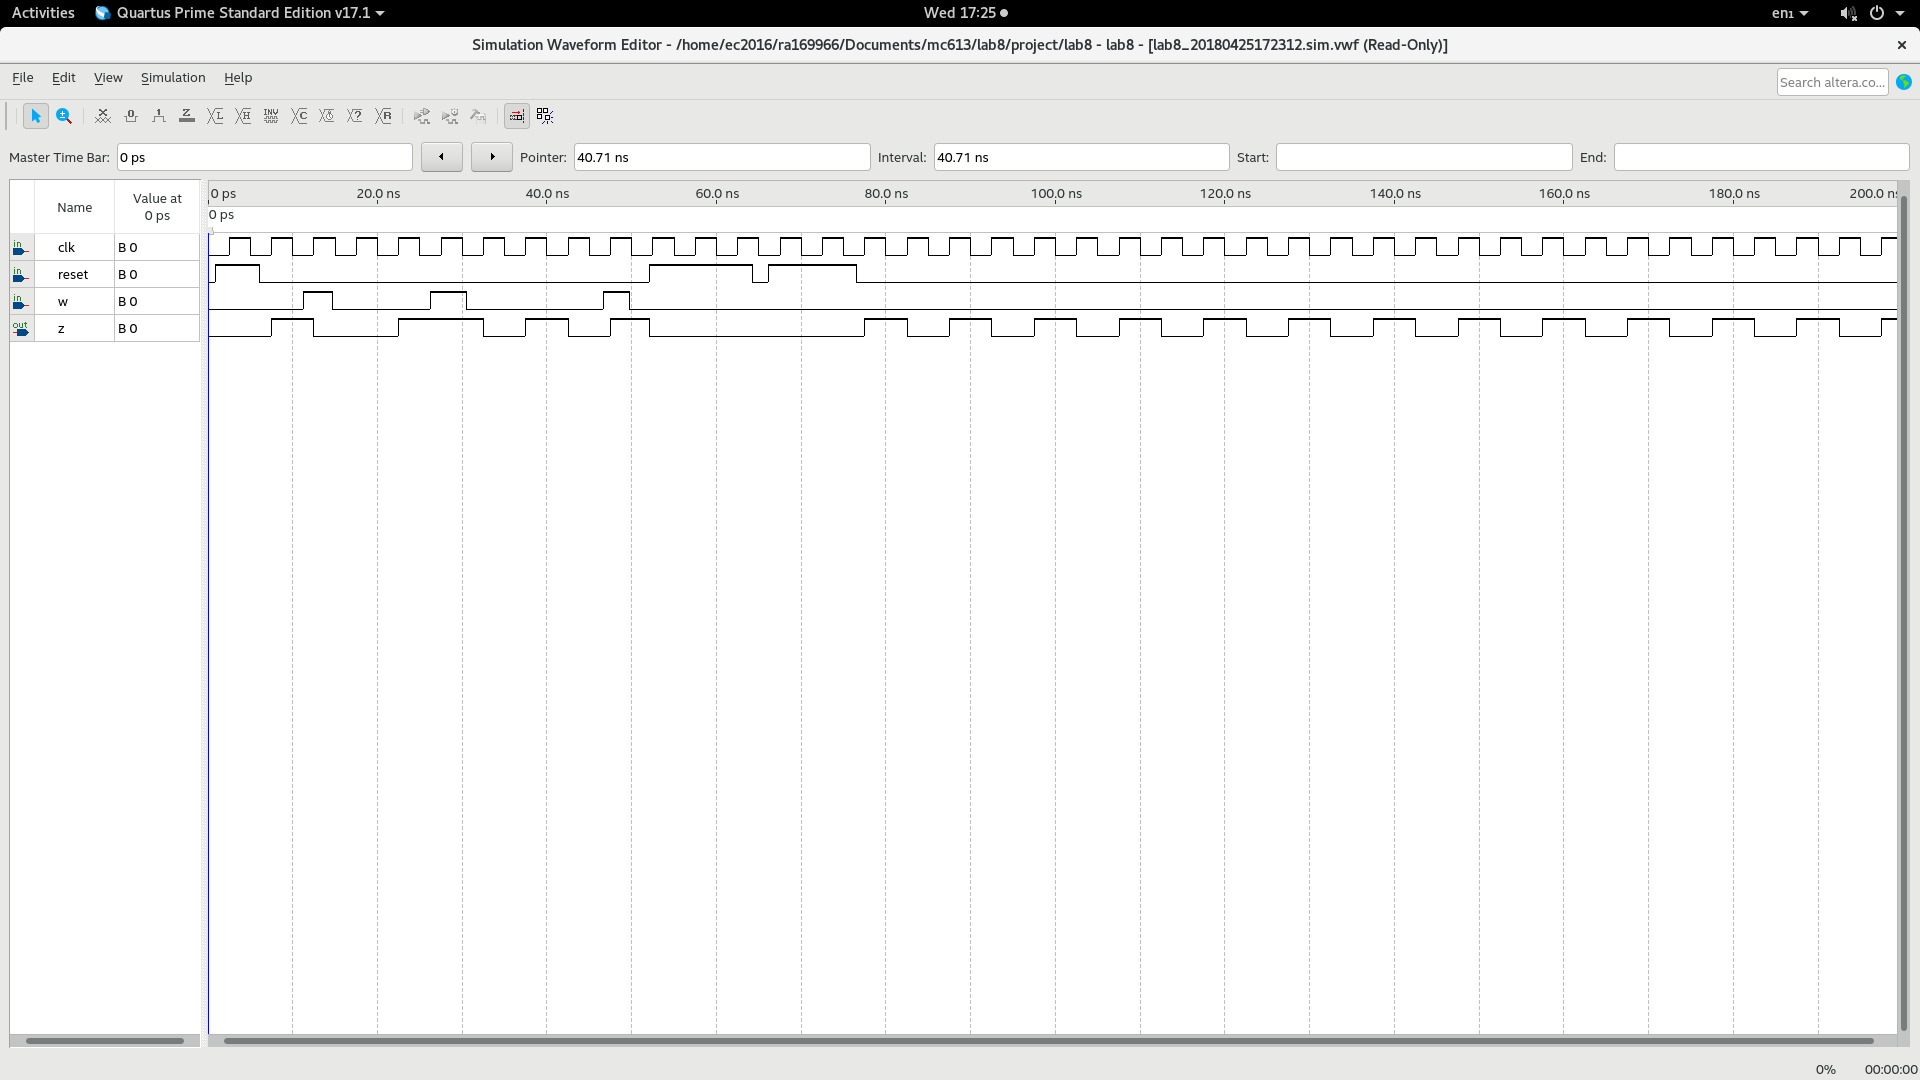 Activities Quartus Prime Standard Edition v17.1 Wed 17:25 en1
Simulation Waveform Editor - /home/ec2016/ra169966/Documents/mc613/lab8/project/lab8 - lab8 - [lab8_20180425172312.sim.vwf (Read-Only)]
File Edit View Simulation Help Search altera.co...
Master Time Bar: 0 ps Pointer: 40.71 ns Interval: 40.71 ns Start: End:
Name Value at 0 ps
0 ps 20.0 ns 40.0 ns 60.0 ns 80.0 ns 100.0 ns 120.0 ns 140.0 ns 160.0 ns 180.0 ns 200.0 ns
0 ps
in clk B 0
in reset B 0
in w B 0
out z B 0
0% 00:00:00